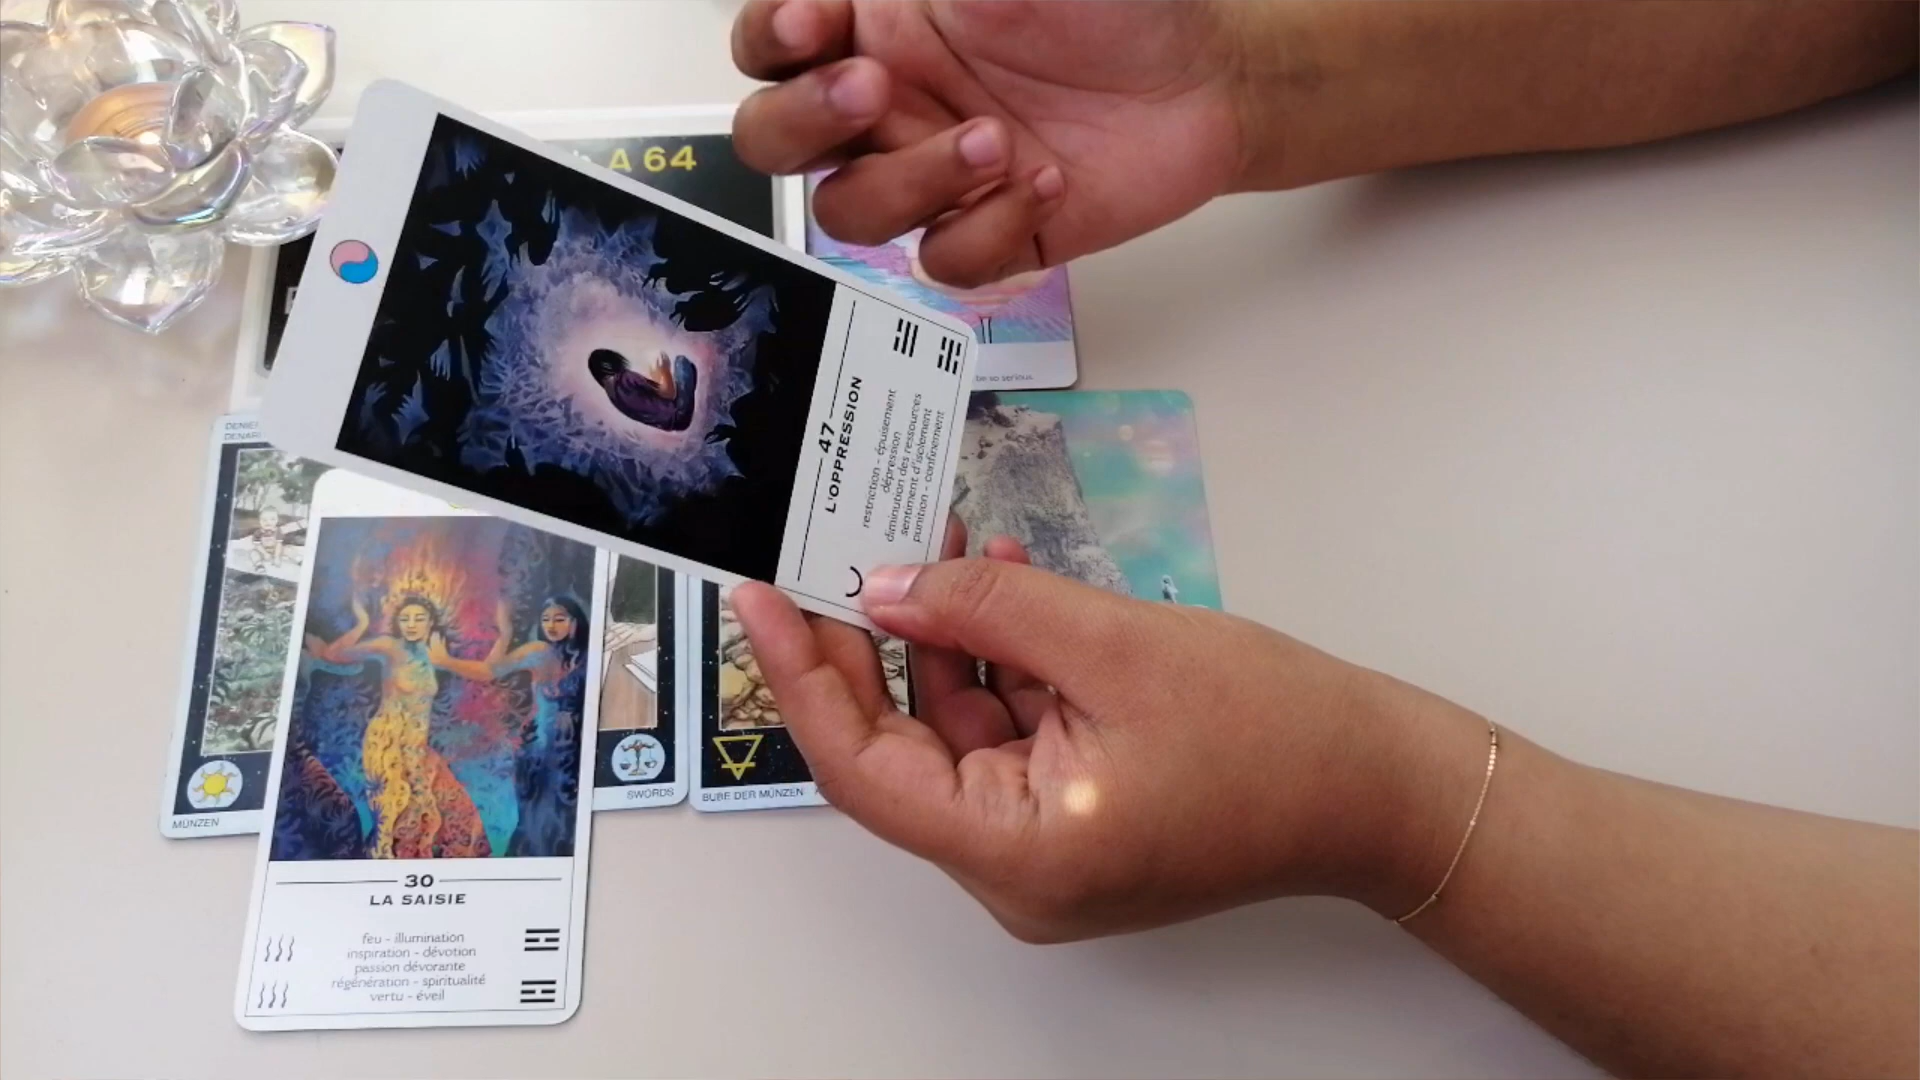 A 64
be so serious.
47
L'OPPRESSION
restriction - épuisement
dépression
diminution des ressources
sentiment d'isolement
punition - confinement
DENARI
MÜNZEN
SWORDS
BUBE DER MÜNZEN
30
LA SAISIE
feu - illumination
inspiration - dévotion
passion dévorante
régénération - spiritualité
vertu - éveil